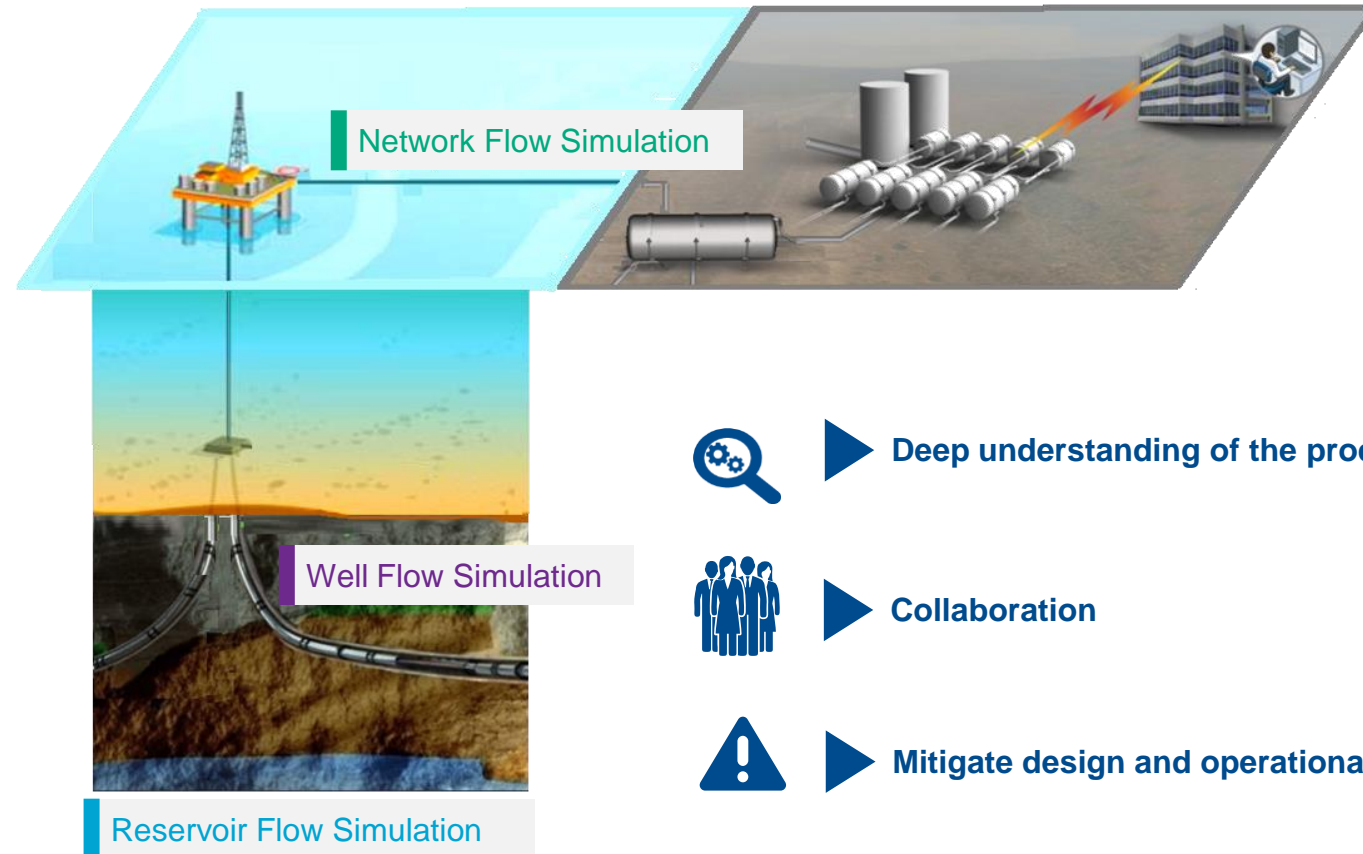 Network Flow Simulation
Well Flow Simulation
Reservoir Flow Simulation
Deep understanding of the
Collaboration
Mitigate design and